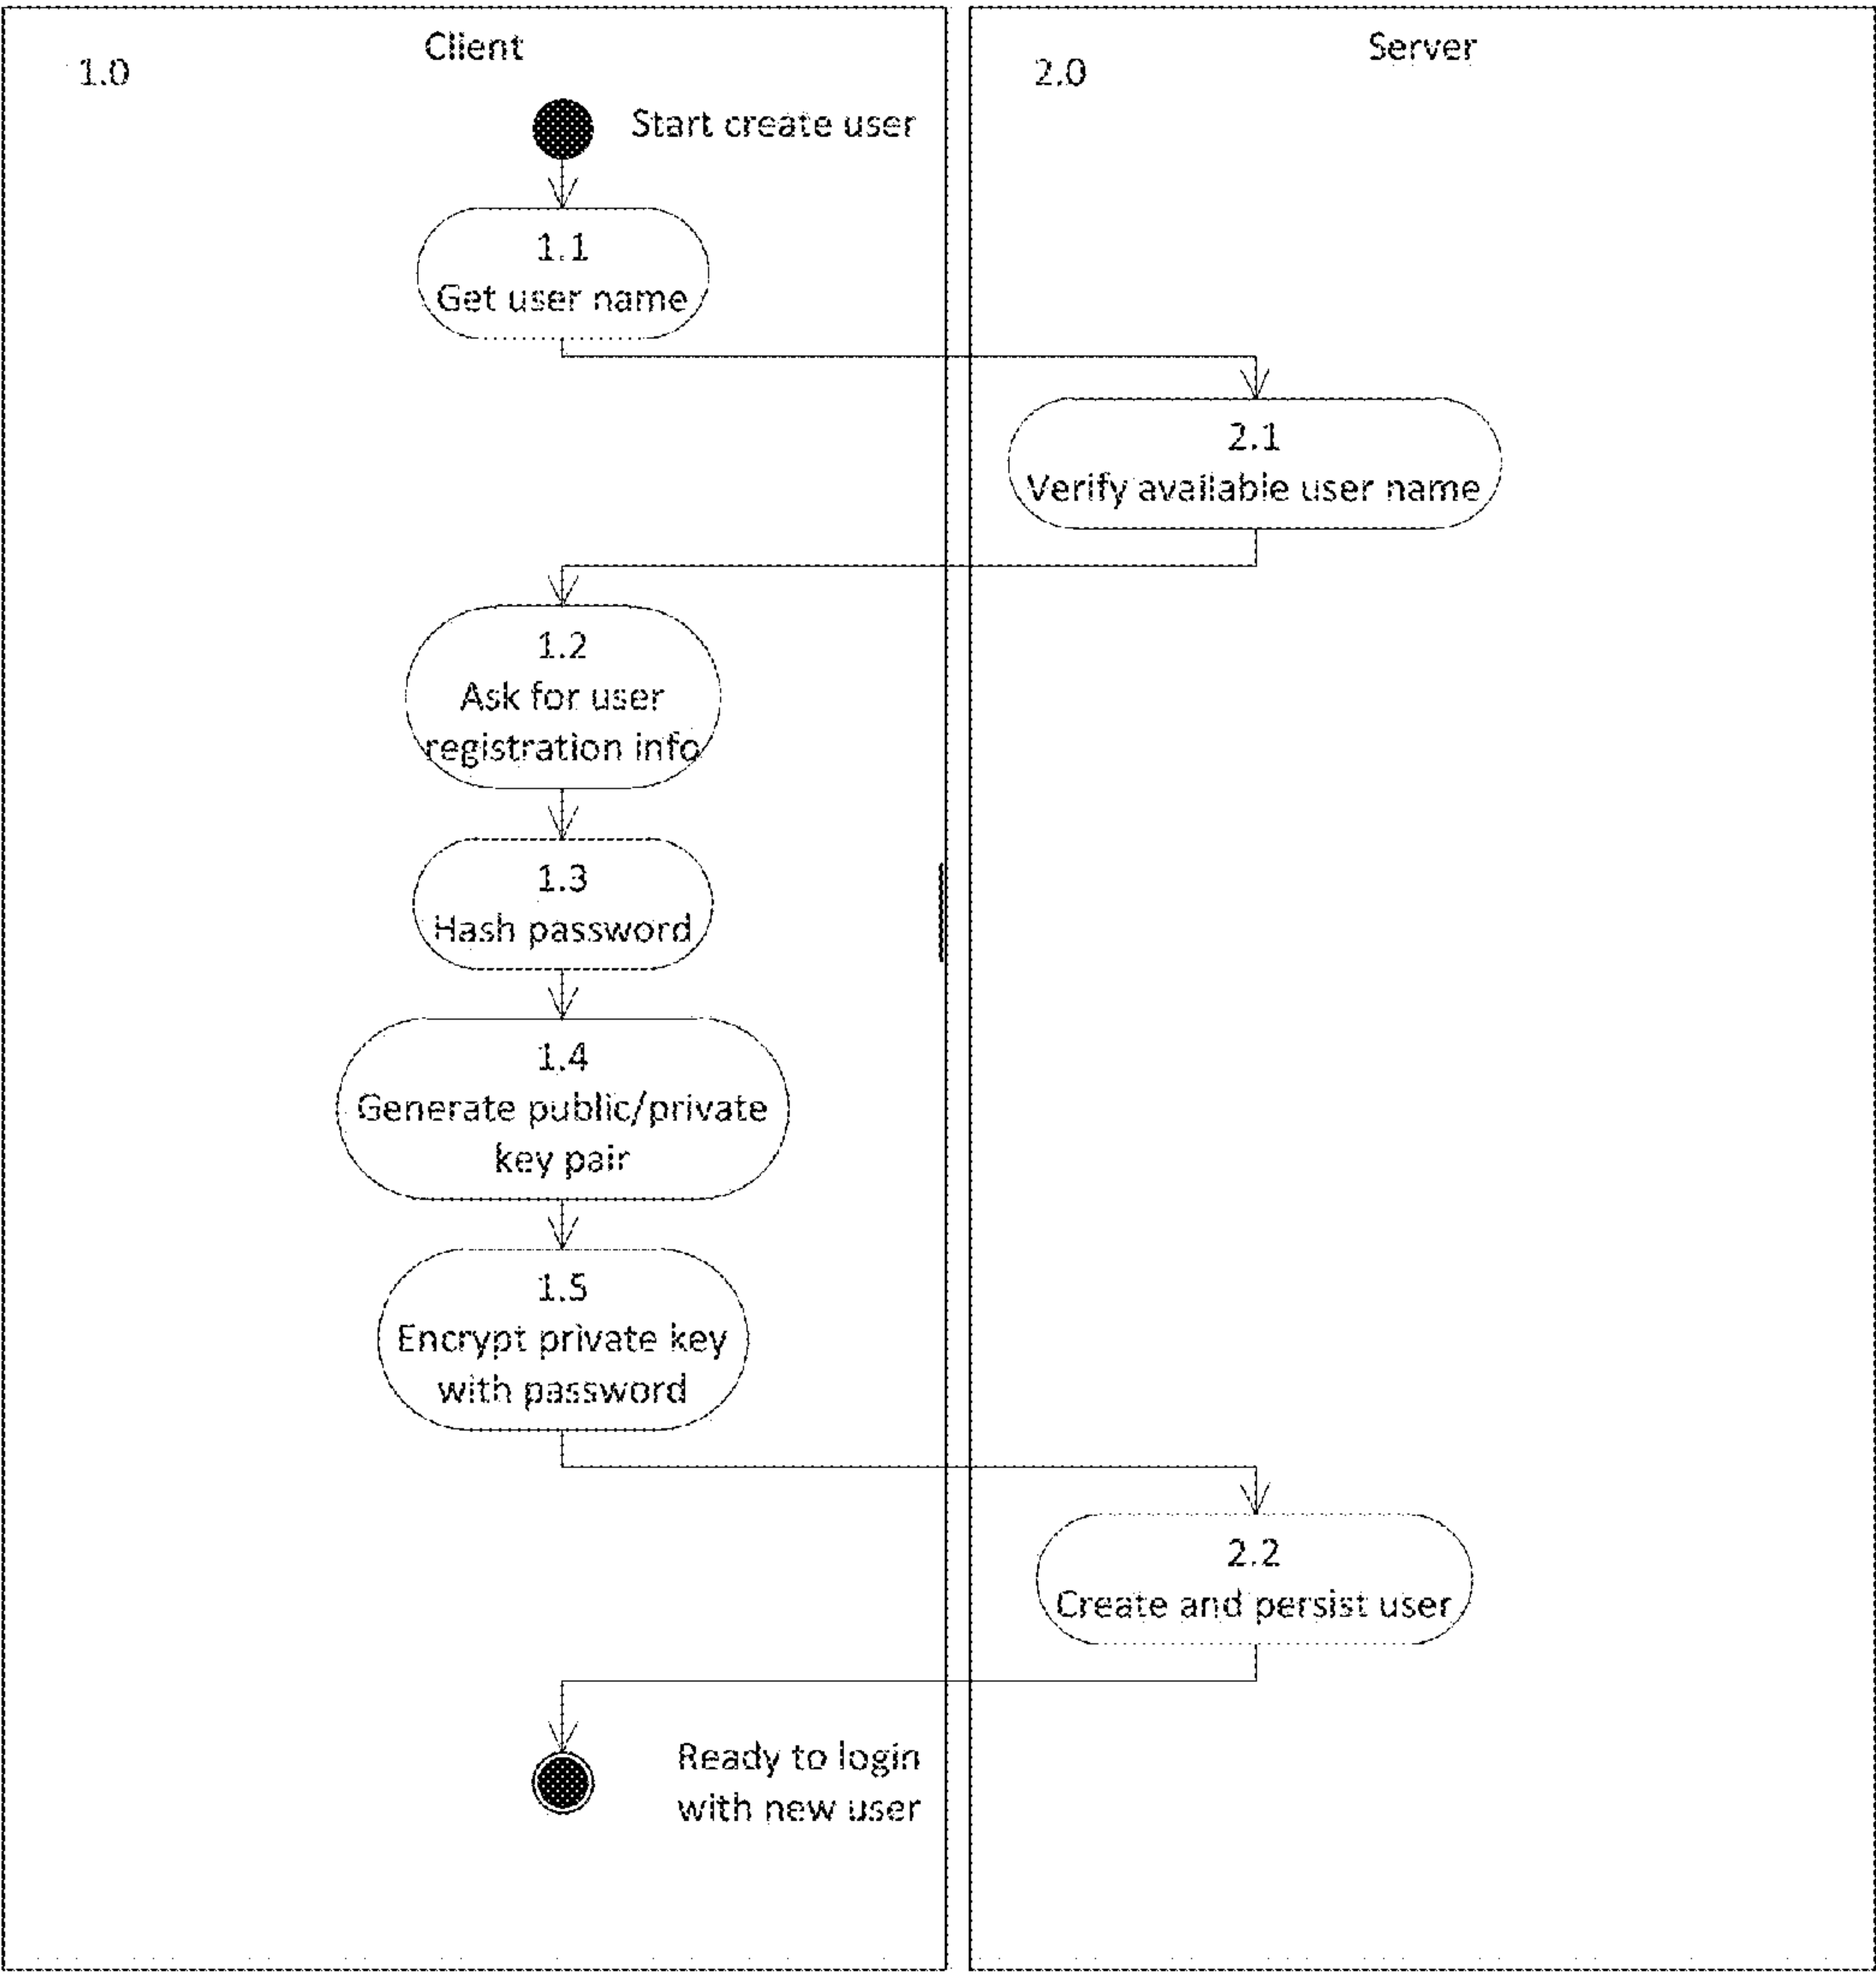 Client
1.0
Server
2.0
Start create user
1.1
Get user name
2.1
Verify available user name
1.2
Ask for user
registration info
1.3
Hash password
1.4
Generate public/private
key pair
1.5
Encrypt private key
with password
2.2
Create and persist user
Ready to login
with new user